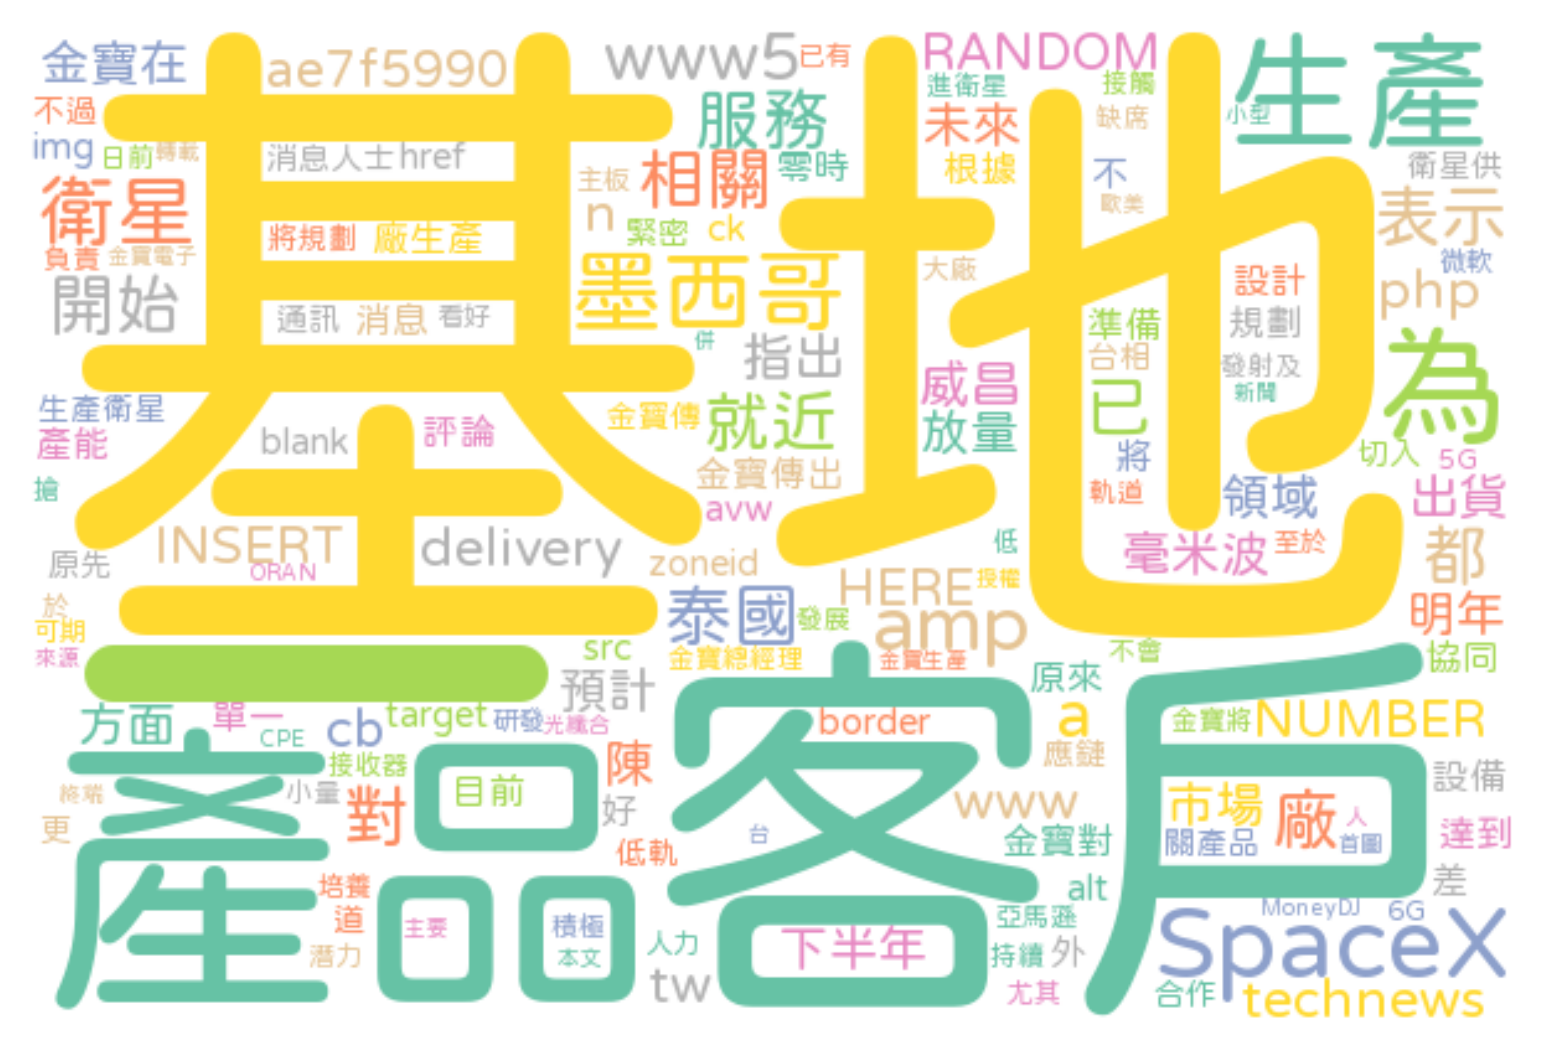 基地
產品
客戶
金寶在
ae7f5990
www5
已有
RANDOM
生產
不過
服務
進衛星
接觸
小型
img
日前
轉載
消息人士
href
主板
相關
零時
未來
缺席
根據
不
衛星供
衛星
n
歐美
表示
將規劃
廠生產
緊密
ck
負責
金寶電子
墨西哥
大廠
設計
微軟
開始
通訊
消息
看好
併
指出
準備
規劃
php
台相
發射及
為
生產衛星
金寶傳
就近
威昌
已
新聞
產能
blank
評論
放量
將
切入
5G
搶
金寶傳出
軌道
領域
出貨
avw
INSERT
delivery
低
毫米波
至於
都
原先
ORAN
zoneid
HERE
授權
於
泰國
發展
amp
明年
可期
來源
src
金寶總經理
金寶生產
不會
協同
預計
原來
方面
單一
CPE
cb
target
研發
光纖合
border
a
金寶將
NUMBER
接收器
陳
應鏈
設備
終端
小量
對
目前
好
www
市場
廠
人
更
低軌
台
金寶對
關產品
首圖
達到
培養
alt
差
道
主要
積極
亞馬遜
MoneyDJ
6G
潛力
本文
人力
下半年
持續
外
SpaceX
tw
尤其
合作
technews